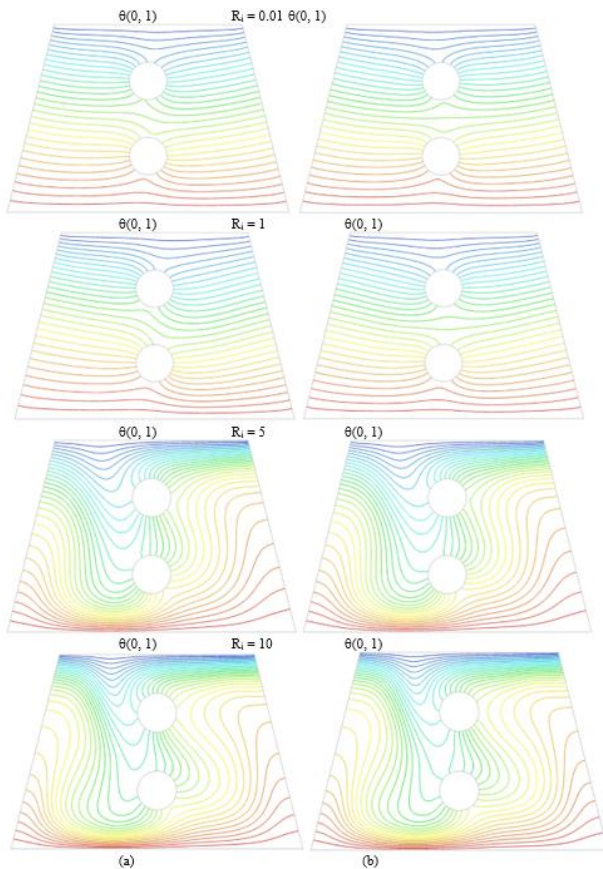 θ(0, 1) Rᵢ = 0.01 θ(0, 1)
θ(0, 1) Rᵢ = 1 θ(0, 1)
θ(0, 1) Rᵢ = 5 θ(0, 1)
θ(0, 1) Rᵢ = 10 θ(0, 1)
(a) (b)